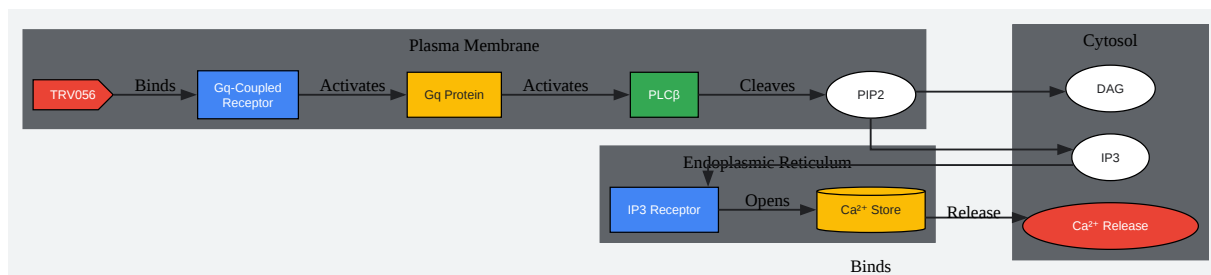 Plasma Membrane
Cytosol
TRV056
Binds
Gq-Coupled
Receptor
Activates
Gq Protein
Activates
PLCβ
Cleaves
PIP2
DAG
IP3
Endoplasmic Reticulum
IP3 Receptor
Opens
Ca²⁺ Store
Release
Ca²⁺ Release
Binds